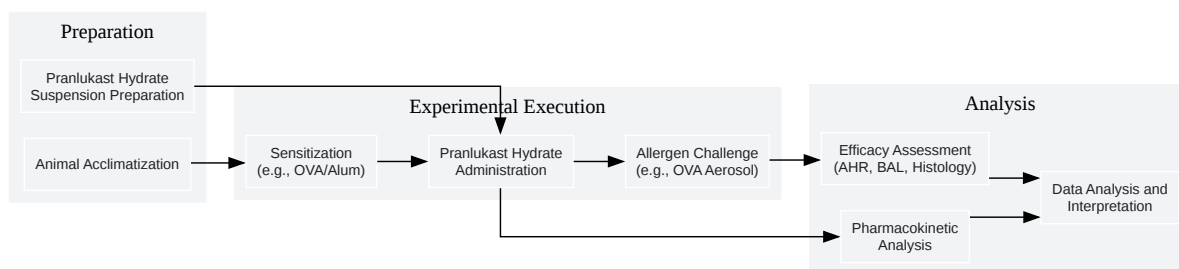 Preparation
Pranlukast Hydrate
Suspension Preparation
Animal Acclimatization
Experimental Execution
Sensitization
(e.g., OVA/Alum)
Pranlukast Hydrate
Administration
Allergen Challenge
(e.g., OVA Aerosol)
Analysis
Efficacy Assessment
(AHR, BAL, Histology)
Pharmacokinetic
Analysis
Data Analysis and
Interpretation